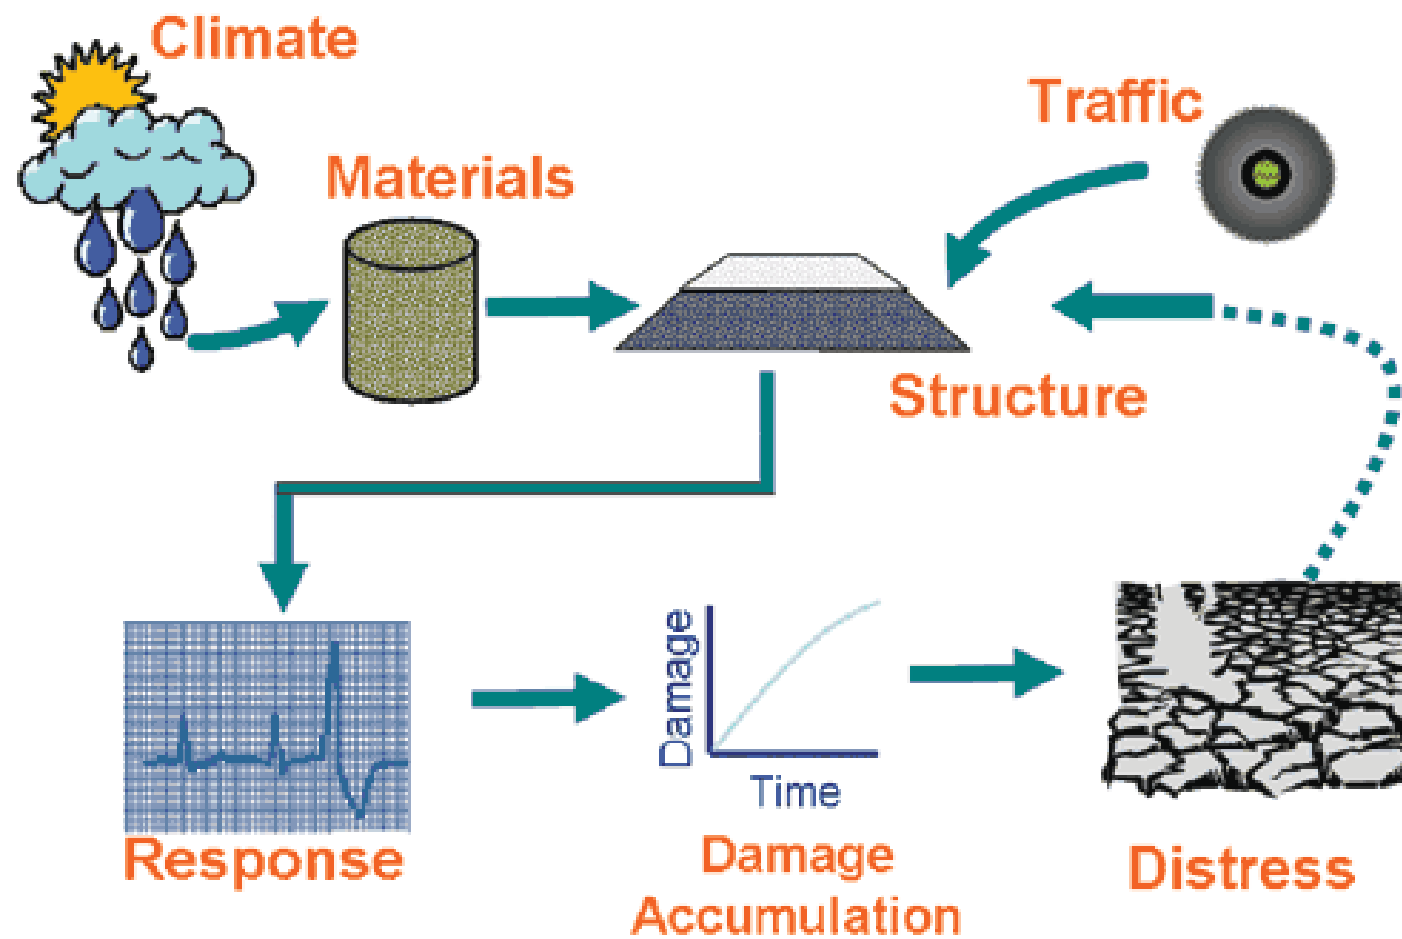 Climate
Traffic
Materials
Structure
Damage
Time
Response
Damage
Accumulation
Distress